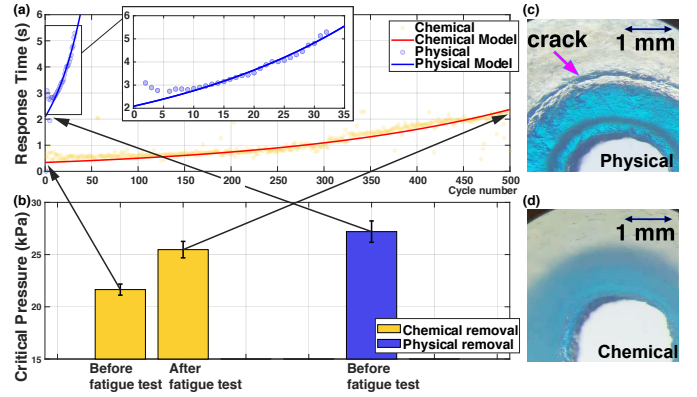 (a)
Response Time (s)
6
5
4
3
2
1
0
6
5
4
3
2
0
5
10
15
20
25
30
35
Chemical
Chemical Model
Physical
Physical Model
0
50
100
150
200
250
300
350
400
450
500
Cycle number
(b)
Critical Pressure (kPa)
30
25
20
15
Chemical removal
Physical removal
Before
fatigue test
After
fatigue test
Before
fatigue test
(c)
crack
1 mm
Physical
(d)
1 mm
Chemical